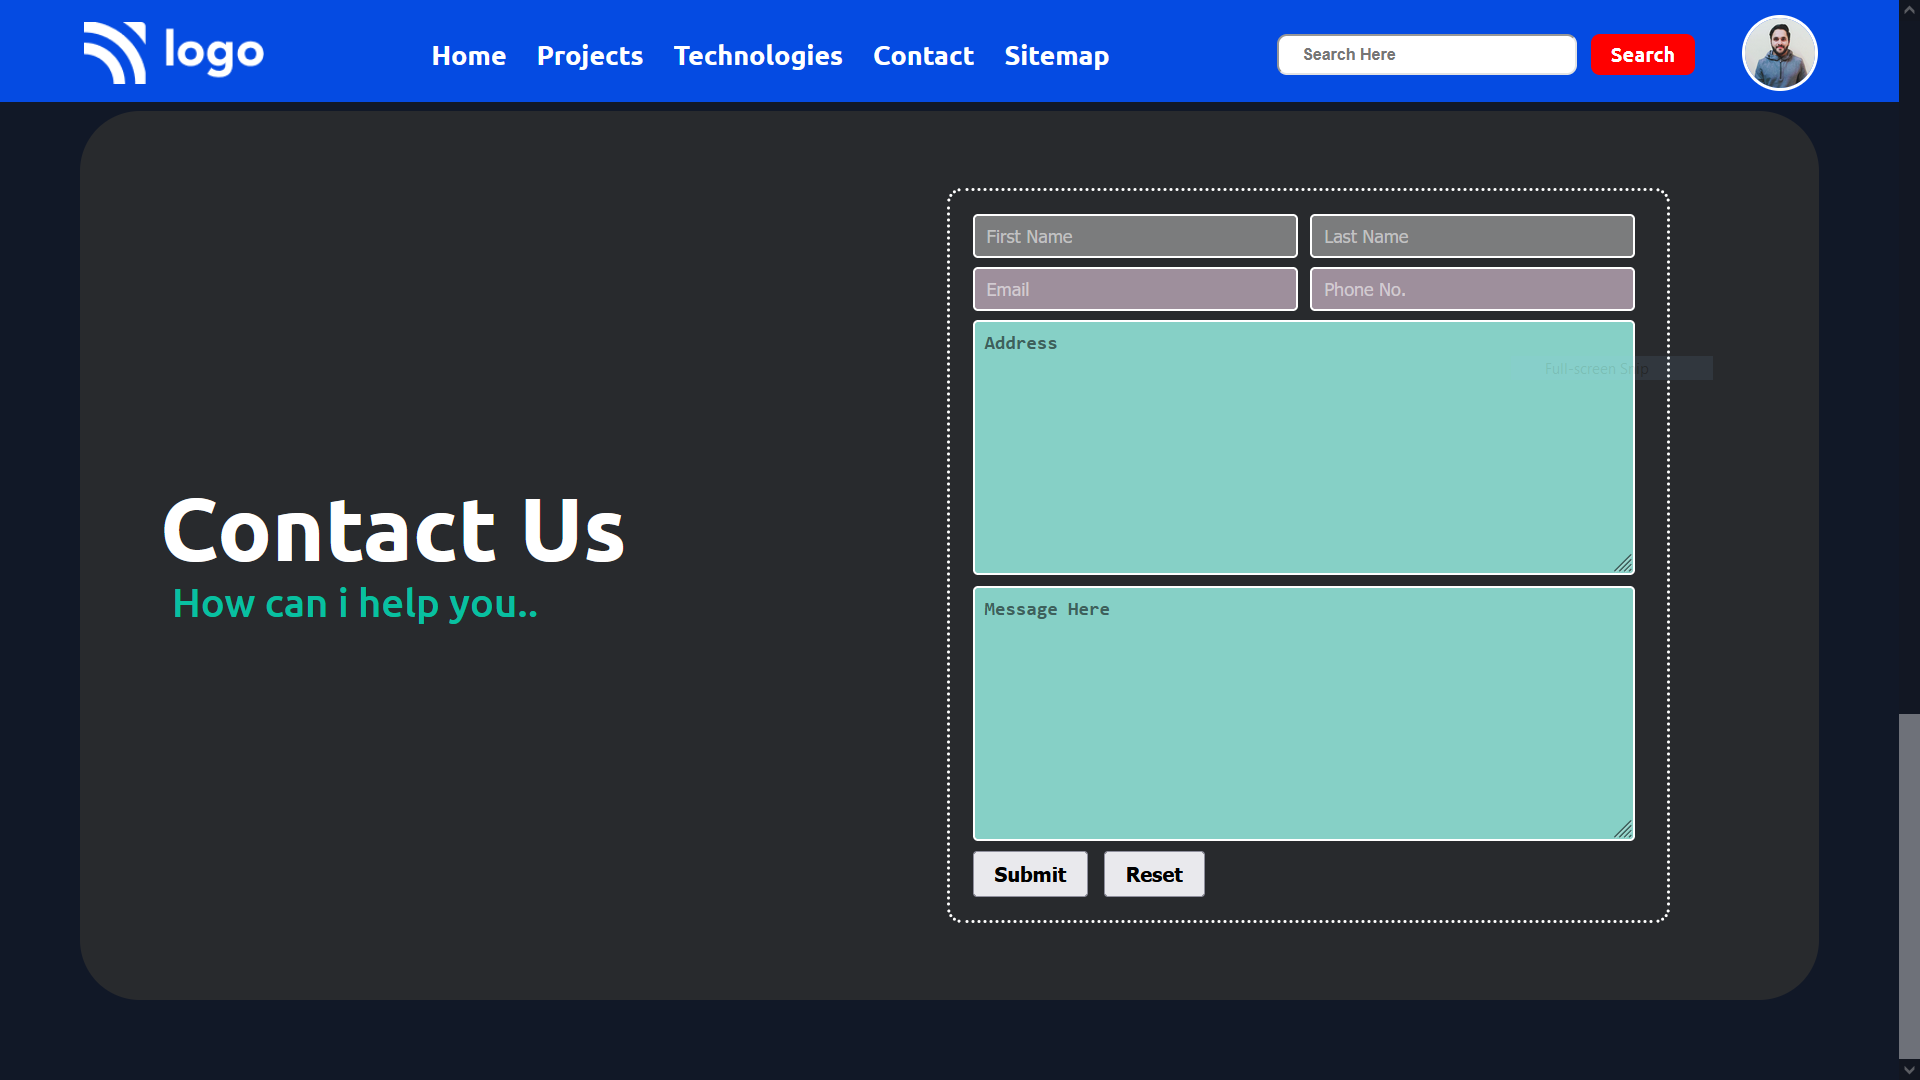 logo
Home Projects Technologies Contact Sitemap
Search Here
Search
First Name
Last Name
Email
Phone No.
Address
Full-screen Snip
Contact Us
How can i help you..
Message Here
Submit
Reset